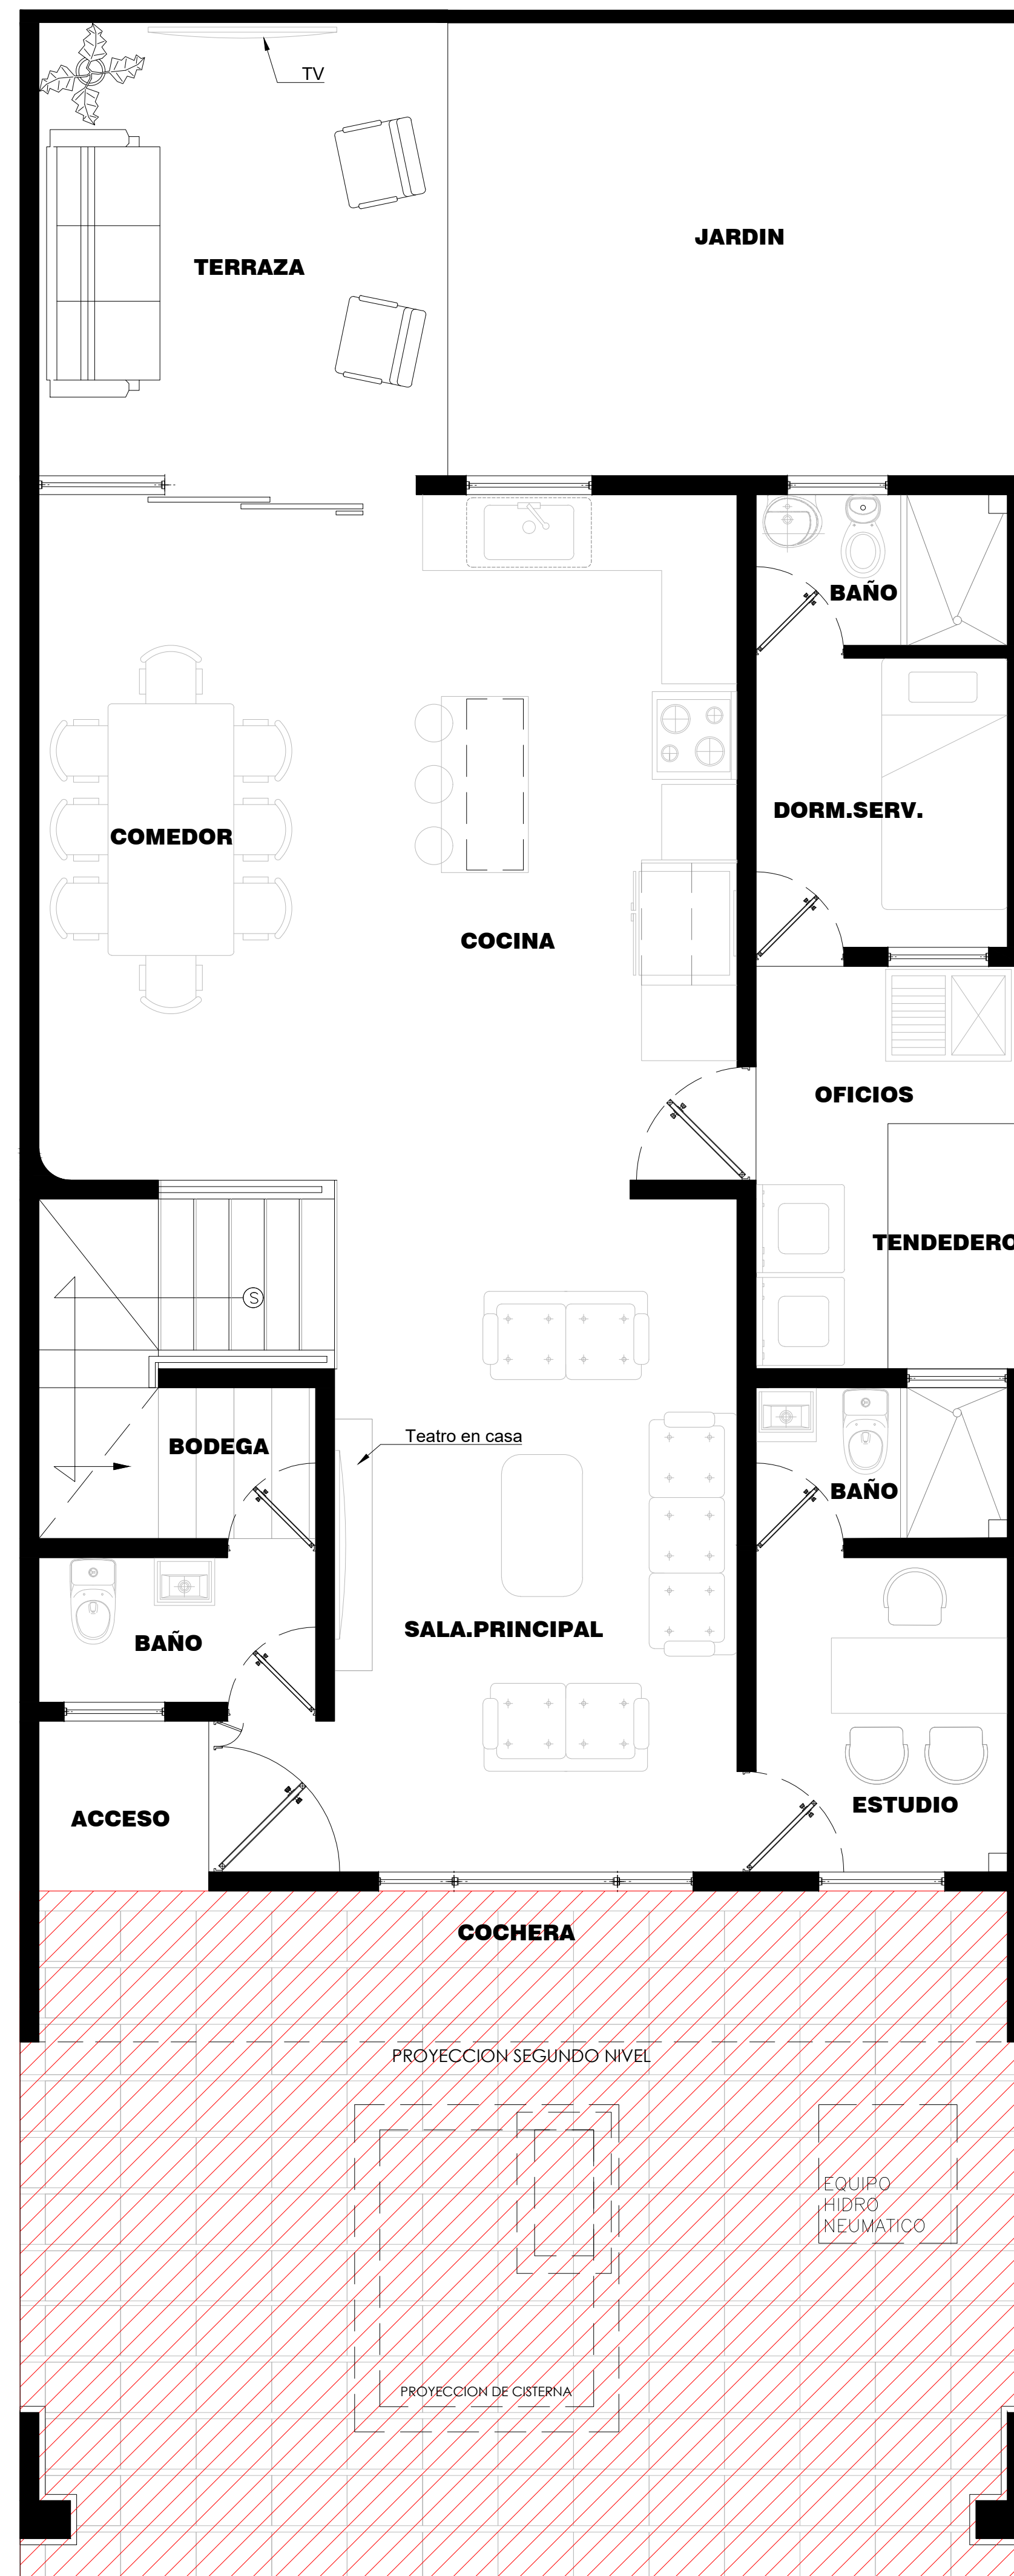 TV
JARDIN
TERRAZA
BAÑO
DORM.SERV.
COMEDOR
COCINA
OFICIOS
TENDEDERO
S
Teatro en casa
BODEGA
BAÑO
SALA.PRINCIPAL
BAÑO
ESTUDIO
ACCESO
COCHERA
PROYECCION SEGUNDO NIVEL
EQUIPO
HIDRO
NEUMATICO
PROYECCION DE CISTERNA